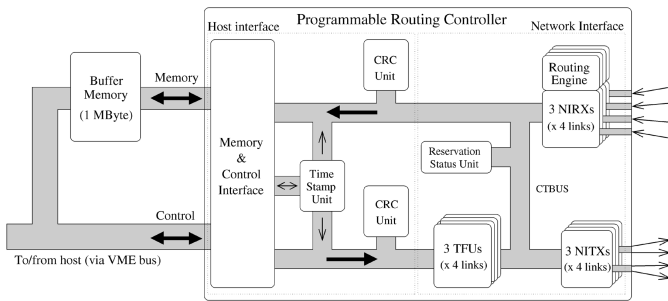 Programmable Routing Controller
Host interface
Network Interface
CRC
Unit
Routing
Engine
Buffer
Memory
(1 MByte)
Memory
3 NIRXs
(x 4 links)
Memory
&
Control
Interface
Reservation
Status Unit
Time
Stamp
Unit
CTBUS
CRC
Unit
Control
3 TFUs
(x 4 links)
3 NITXs
(x 4 links)
To/from host (via VME bus)